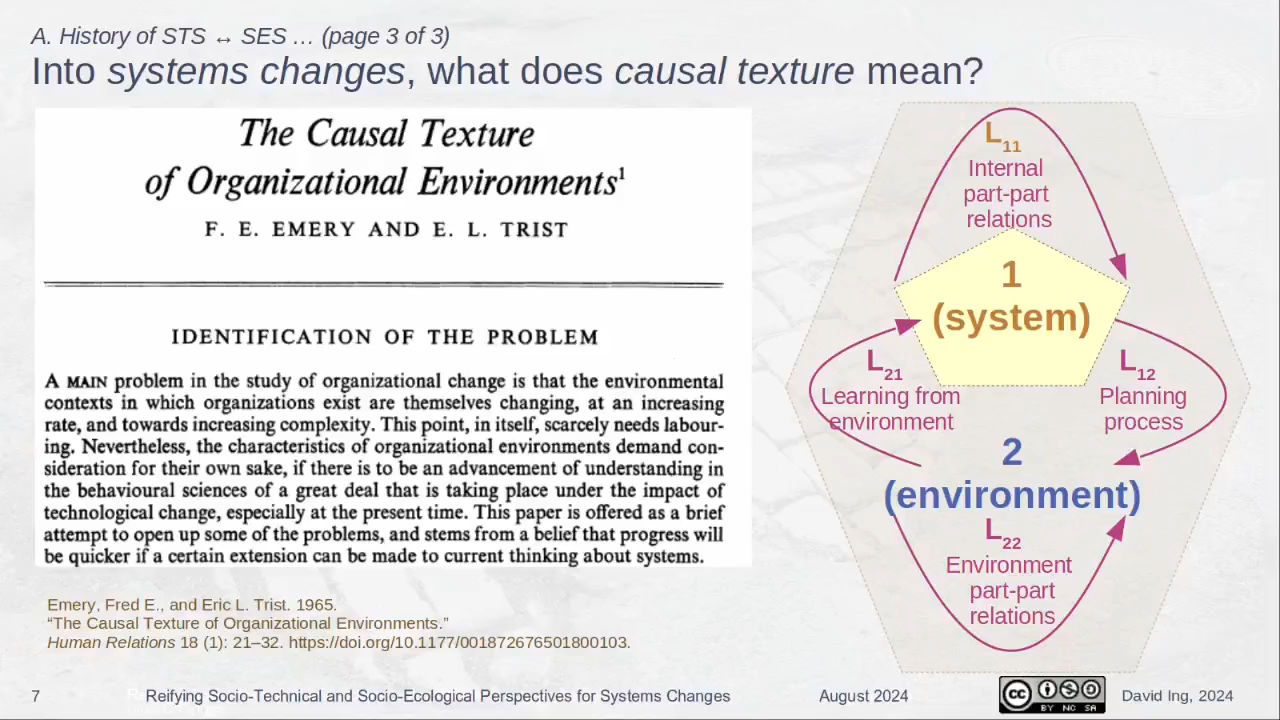 A. History of STS ↔ SES … (page 3 of 3)
Into systems changes, what does causal texture mean?
The Causal Texture
of Organizational Environments¹
F. E. EMERY AND E. L. TRIST
IDENTIFICATION OF THE PROBLEM
A MAIN problem in the study of organizational change is that the environmental
contexts in which organizations exist are themselves changing, at an increasing
rate, and towards increasing complexity. This point, in itself, scarcely needs labour-
ing. Nevertheless, the characteristics of organizational environments demand con-
sideration for their own sake, if there is to be an advancement of understanding in
the behavioural sciences of a great deal that is taking place under the impact of
technological change, especially at the present time. This paper is offered as a brief
attempt to open up some of the problems, and stems from a belief that progress will
be quicker if a certain extension can be made to current thinking about systems.
Emery, Fred E., and Eric L. Trist. 1965.
“The Causal Texture of Organizational Environments.”
Human Relations 18 (1): 21–32. https://doi.org/10.1177/001872676501800103.
L11
Internal
part-part
relations
1
(system)
L21
Learning from
environment
L12
Planning
process
2
(environment)
L22
Environment
part-part
relations
7
Reifying Socio-Technical and Socio-Ecological Perspectives for Systems Changes
August 2024
cc
BY NC SA
David Ing, 2024